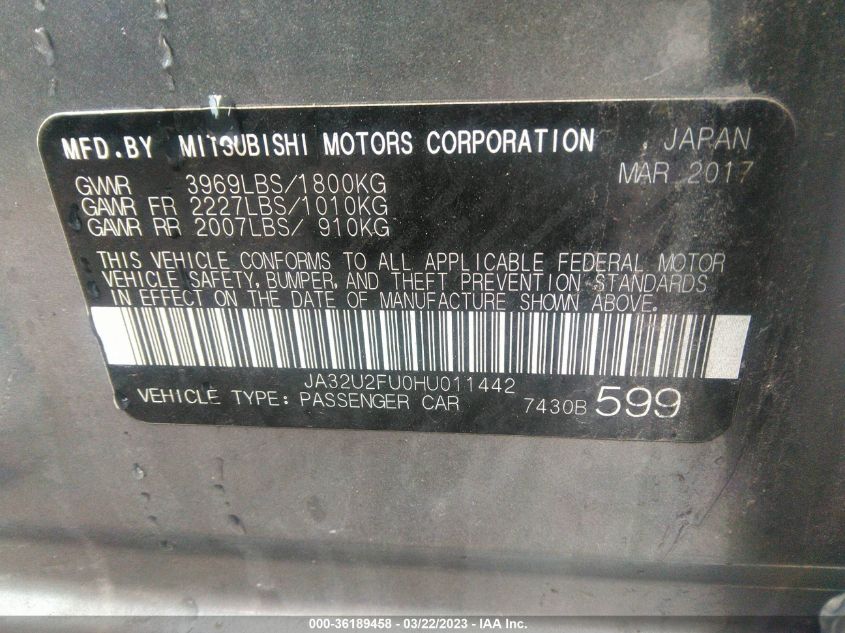 MFD.BY MITSUBISHI MOTORS CORPORATION JAPAN
MAR 2017
GVWR 3969LBS/1800KG
GAWR FR 2227LBS/1010KG
GAWR RR 2007LBS/ 910KG
THIS VEHICLE CONFORMS TO ALL APPLICABLE FEDERAL MOTOR
VEHICLE SAFETY, BUMPER, AND THEFT PREVENTION STANDARDS
IN EFFECT ON THE DATE OF MANUFACTURE SHOWN ABOVE.
JA32U2FU0HU011442
VEHICLE TYPE: PASSENGER CAR 7430B 599
000-36189458 - 03/22/2023 - IAA Inc.